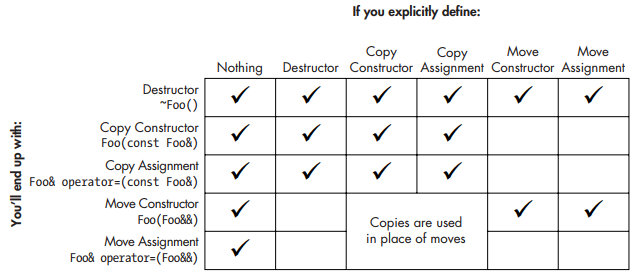 If you explicitly define:
Copy Copy Move Move
Nothing Destructor Constructor Assignment Constructor Assignment
You'll end up with:
Destructor
~Foo()
Copy Constructor
Foo(const Foo&)
Copy Assignment
Foo& operator=(const Foo&)
Move Constructor
Foo(Foo&&)
Copies are used
in place of moves
Move Assignment
Foo& operator=(Foo&&)